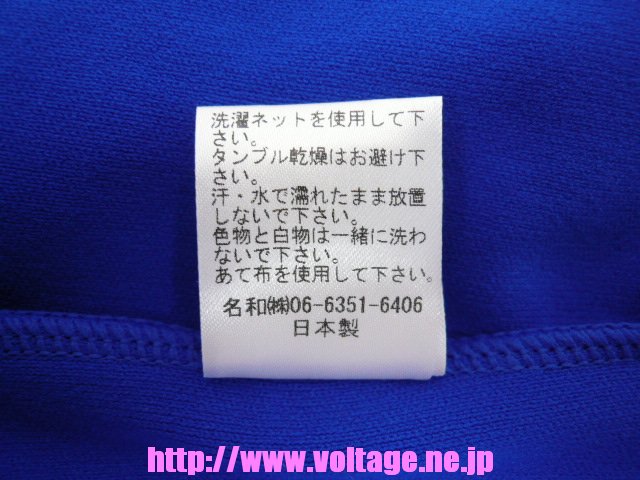 洗濯ネットを使用して下
さい。
タンブル乾燥はお避け下
さい。
汗・水で濡れたまま放置
しないで下さい。
色物と白物は一緒に洗わ
ないで下さい。
あて布を使用して下さい。
名和㈱06-6351-6406
日本製
http://www.voltage.ne.jp